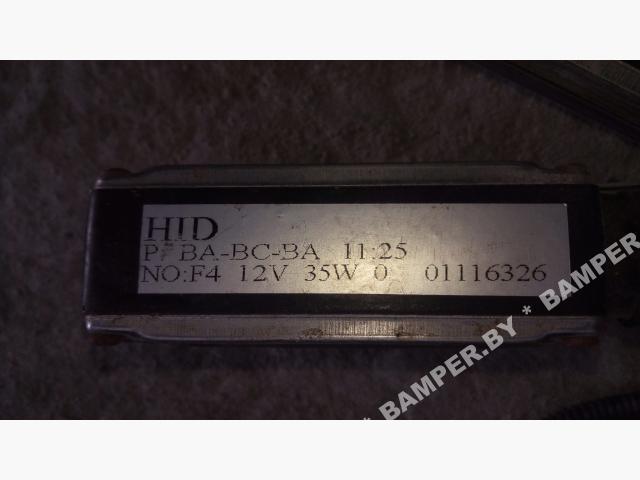 HID
P: BA-BC-BA 11:25
NO:F4 12V 35W 0 01116326
* BAMPER.BY * BAMPER.